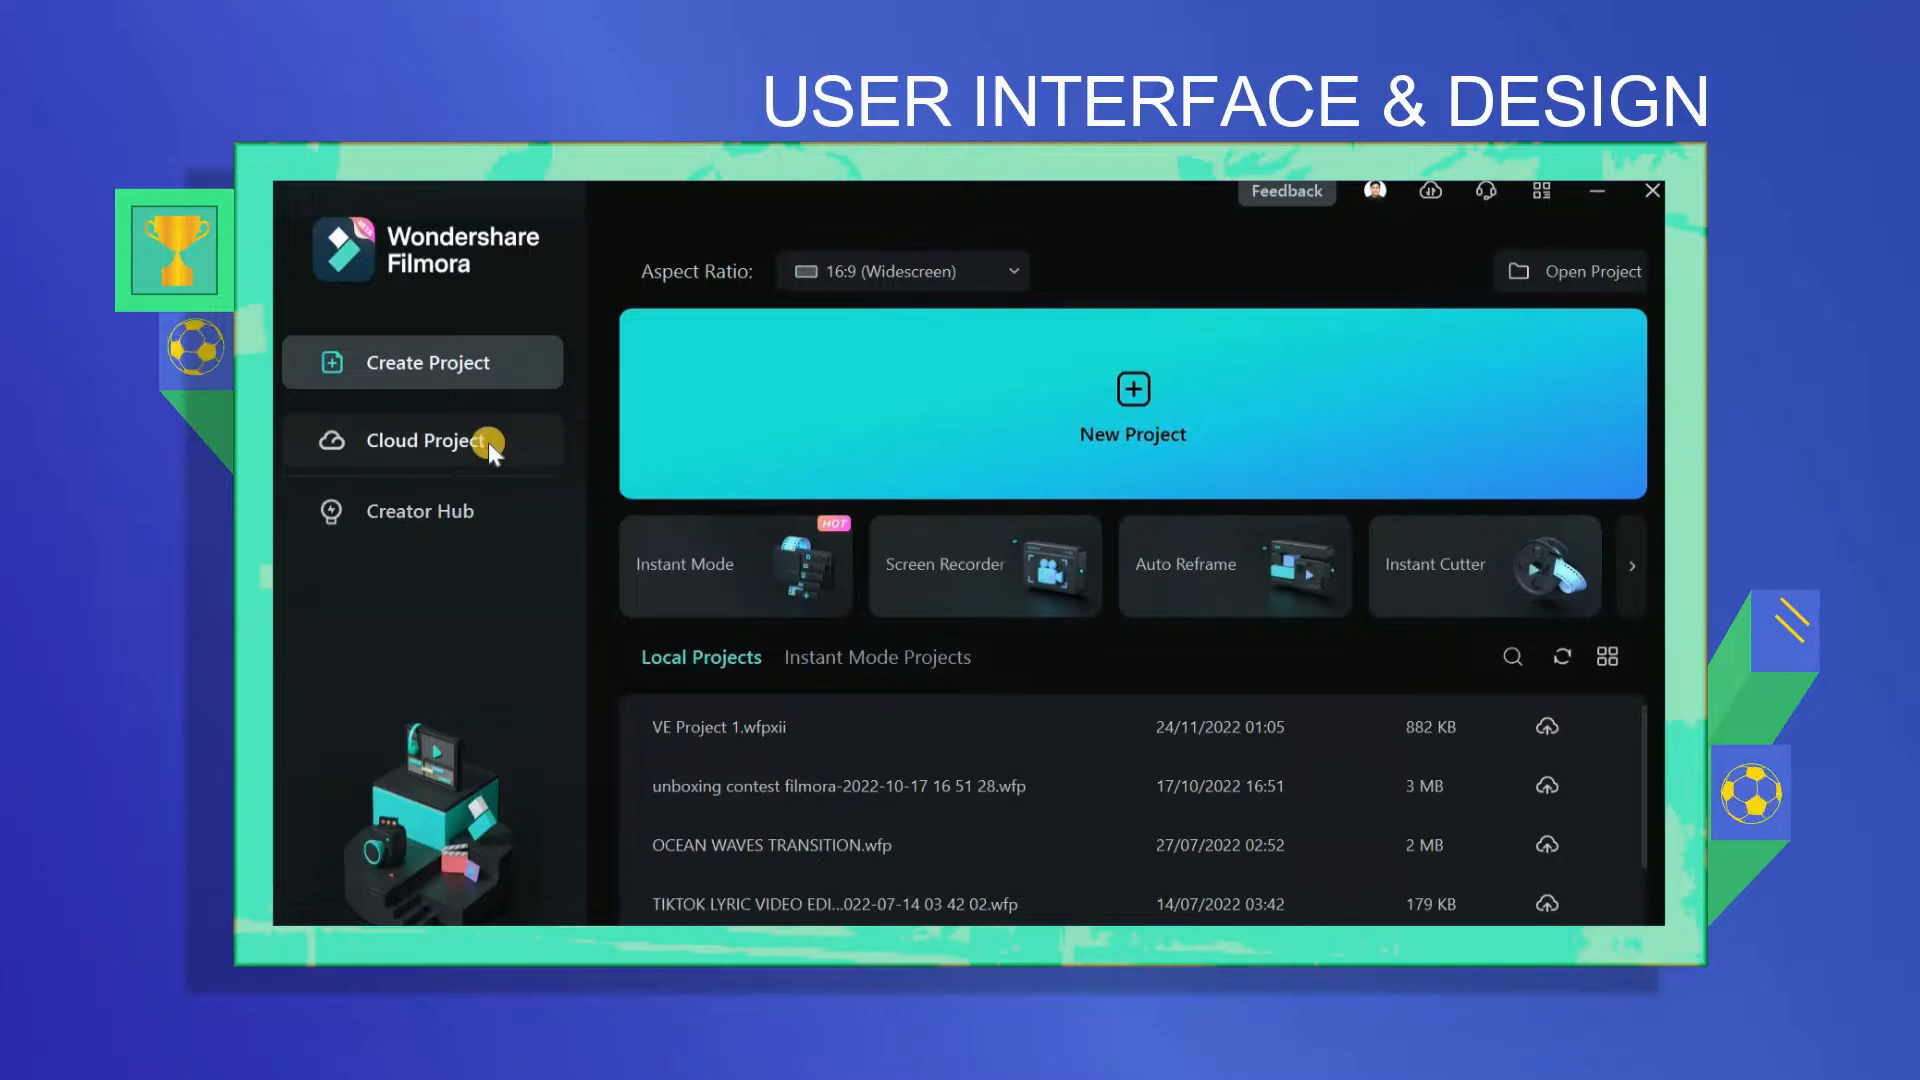 USER INTERFACE & DESIGN
Feedback
BETA
Wondershare
Filmora
Aspect Ratio:
16:9 (Widescreen)
Open Project
Create Project
Cloud Project
Creator Hub
New Project
HOT
Instant Mode
Screen Recorder
Auto Reframe
Instant Cutter
Local Projects
Instant Mode Projects
VE Project 1.wfpxii 24/11/2022 01:05 882 KB
unboxing contest filmora-2022-10-17 16 51 28.wfp 17/10/2022 16:51 3 MB
OCEAN WAVES TRANSITION.wfp 27/07/2022 02:52 2 MB
TIKTOK LYRIC VIDEO EDI...022-07-14 03 42 02.wfp 14/07/2022 03:42 179 KB